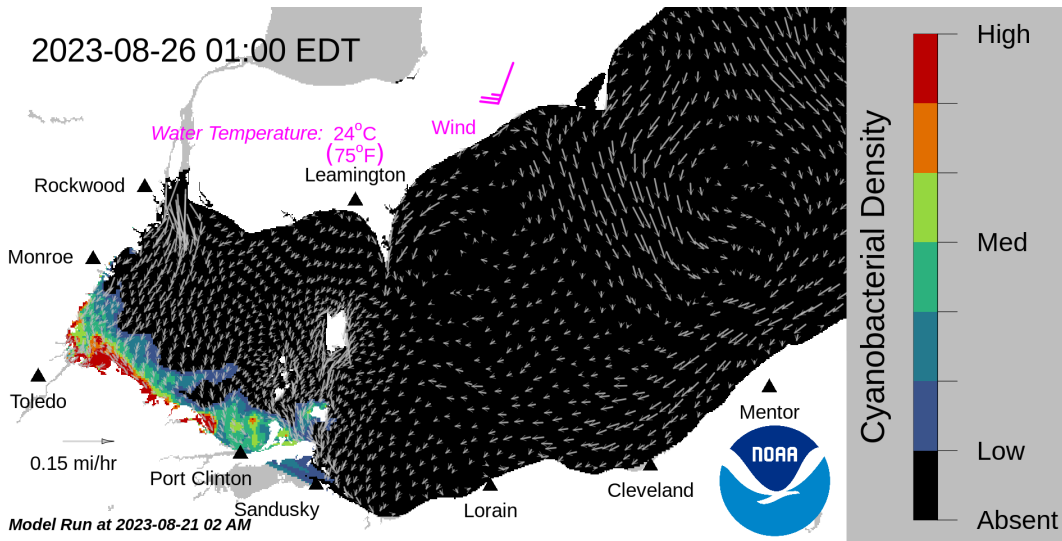 2023-08-26 01:00 EDT
High
Water Temperature: 24°C
(75°F)
Wind
Leamington
Rockwood
Monroe
Med
Cyanobacterial Density
Toledo
Mentor
0.15 mi/hr
NOAA
Low
Port Clinton
Cleveland
Sandusky
Lorain
Model Run at 2023-08-21 02 AM
Absent